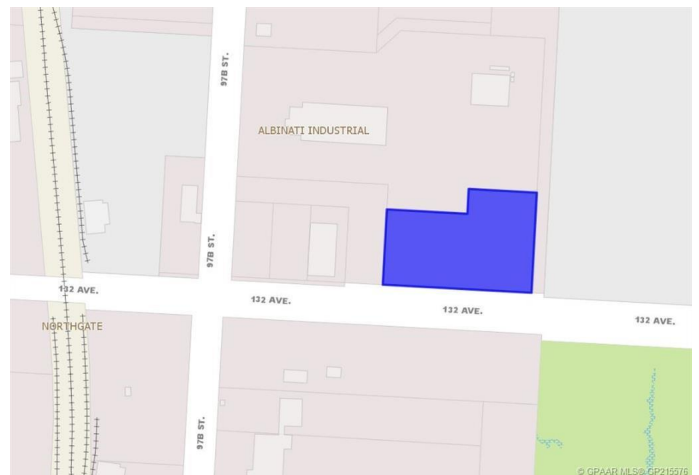 97B ST.
ALBINATI INDUSTRIAL
97B ST.
132 AVE.
132 AVE.
132 AVE.
132 AVE.
NORTHGATE
97B ST.
© GPAAR MLS® GP215576